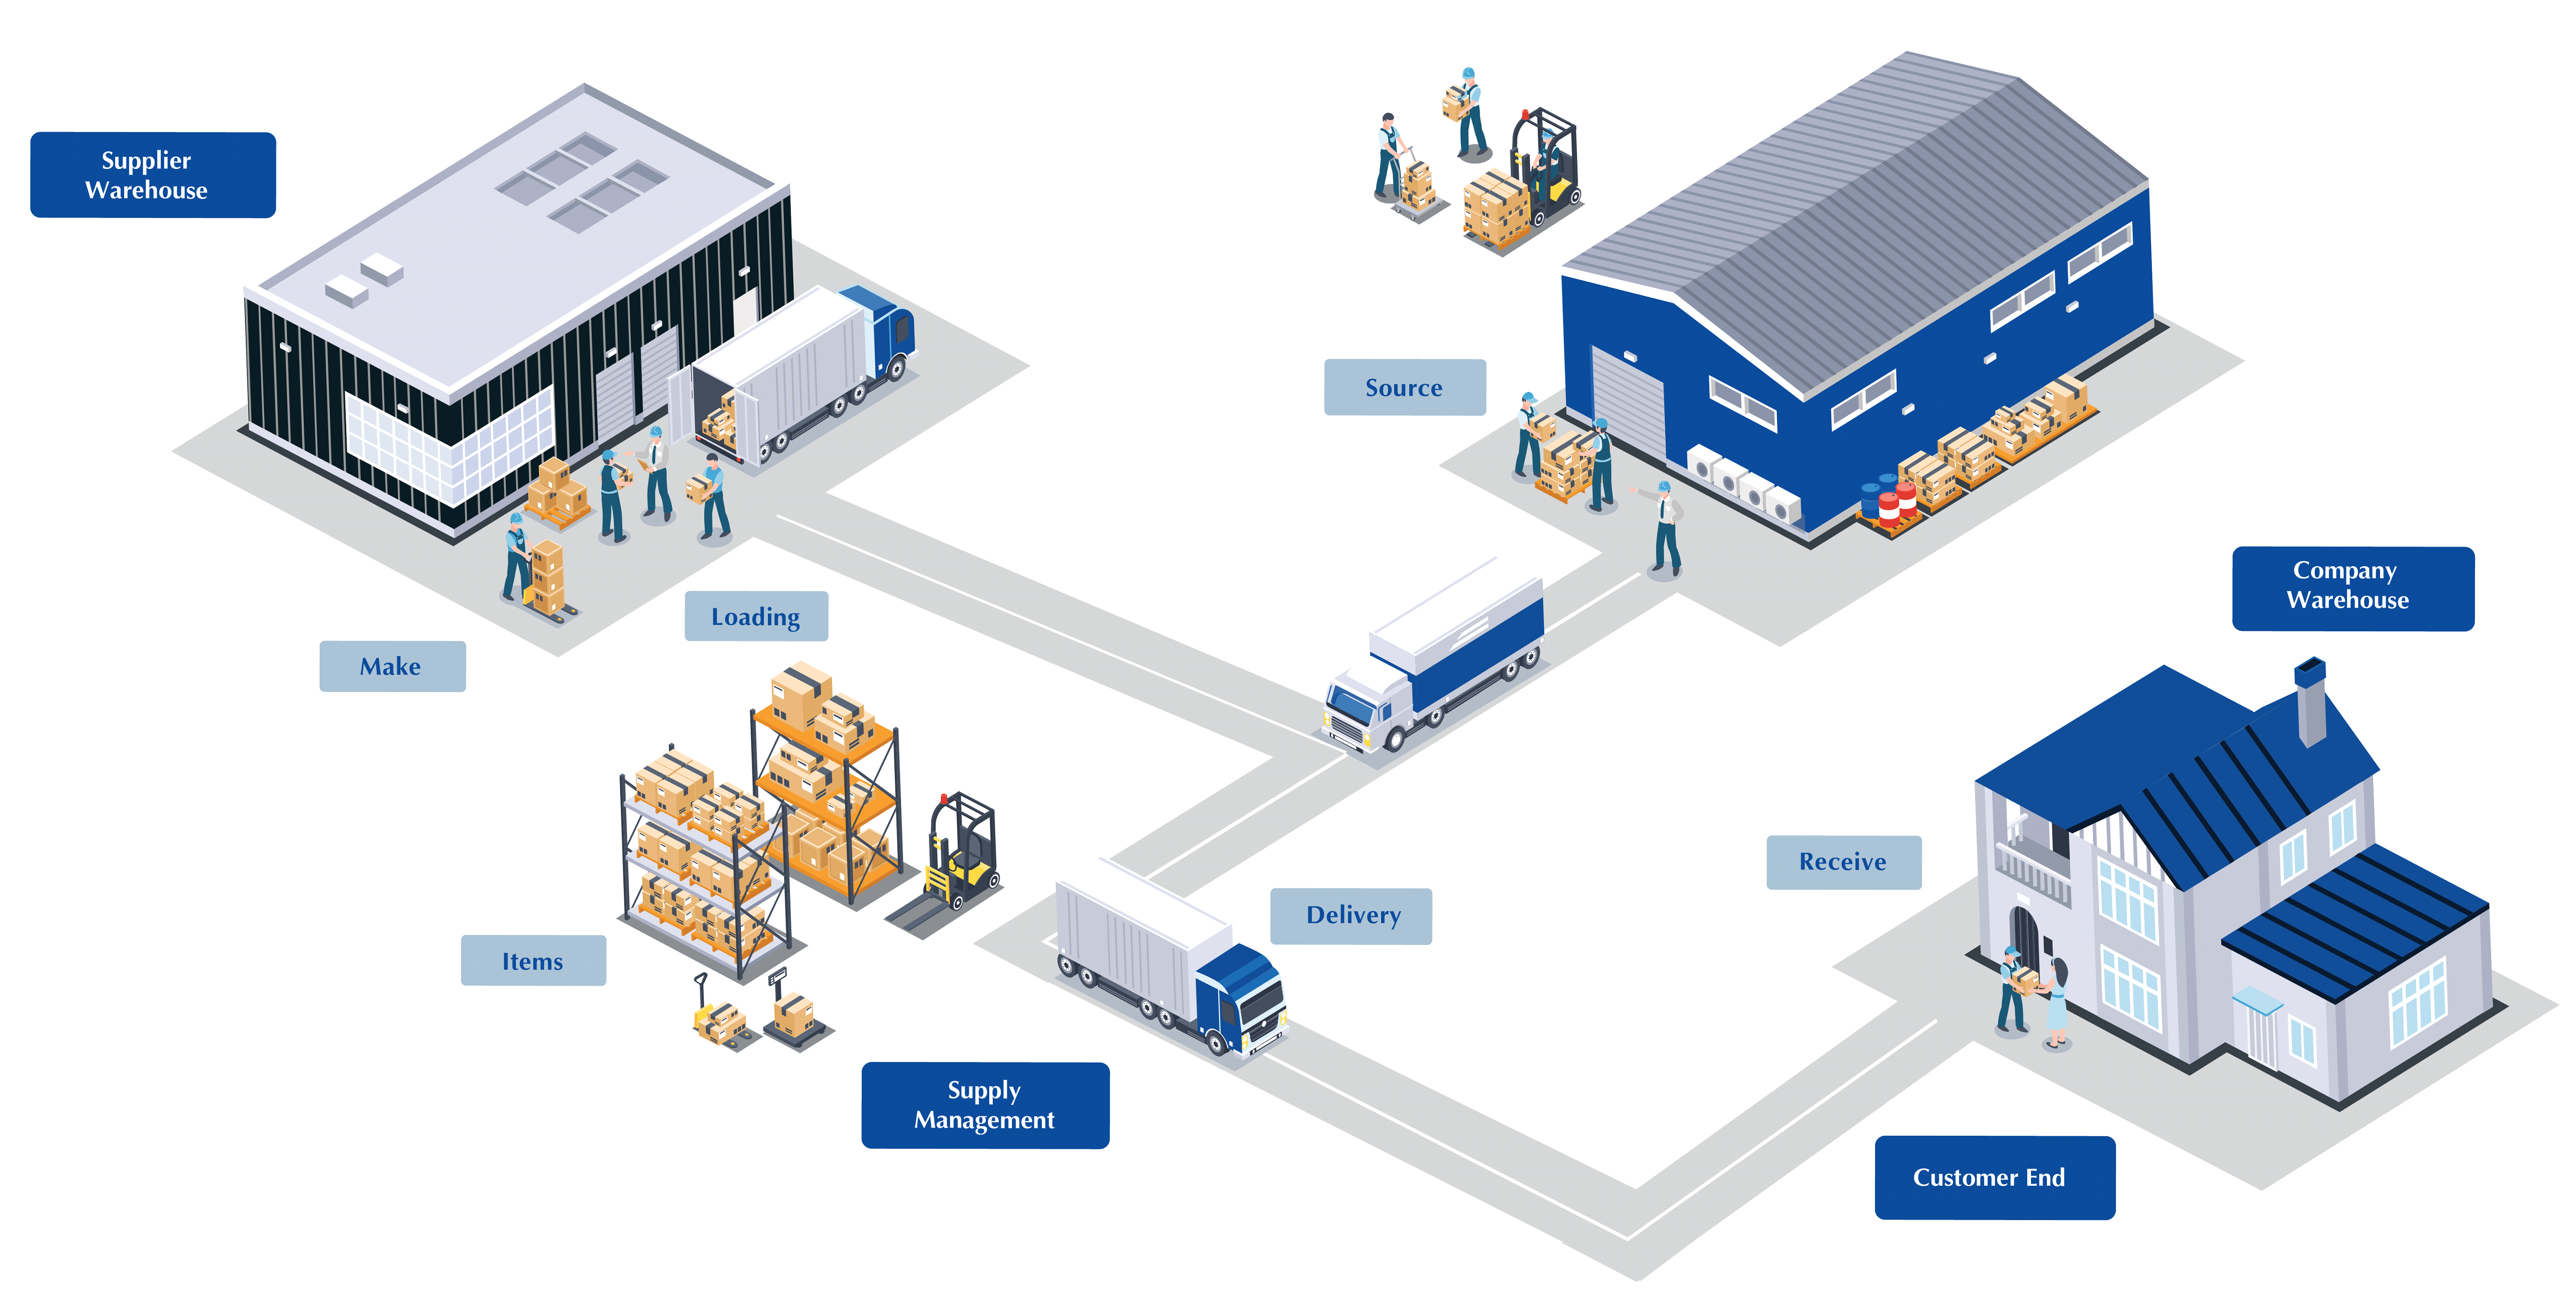 Supplier
Warehouse
Source
Company
Warehouse
Loading
Make
Receive
Delivery
Items
Supply
Management
Customer End